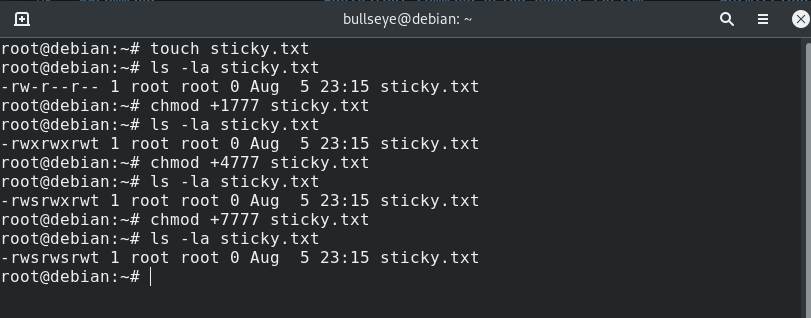 bullseye@debian: ~
root@debian:~# touch sticky.txt
root@debian:~# ls -la sticky.txt
-rw-r--r-- 1 root root 0 Aug  5 23:15 sticky.txt
root@debian:~# chmod +1777 sticky.txt
root@debian:~# ls -la sticky.txt
-rwxrwxrwt 1 root root 0 Aug  5 23:15 sticky.txt
root@debian:~# chmod +4777 sticky.txt
root@debian:~# ls -la sticky.txt
-rwsrwxrwt 1 root root 0 Aug  5 23:15 sticky.txt
root@debian:~# chmod +7777 sticky.txt
root@debian:~# ls -la sticky.txt
-rwsrwsrwt 1 root root 0 Aug  5 23:15 sticky.txt
root@debian:~#